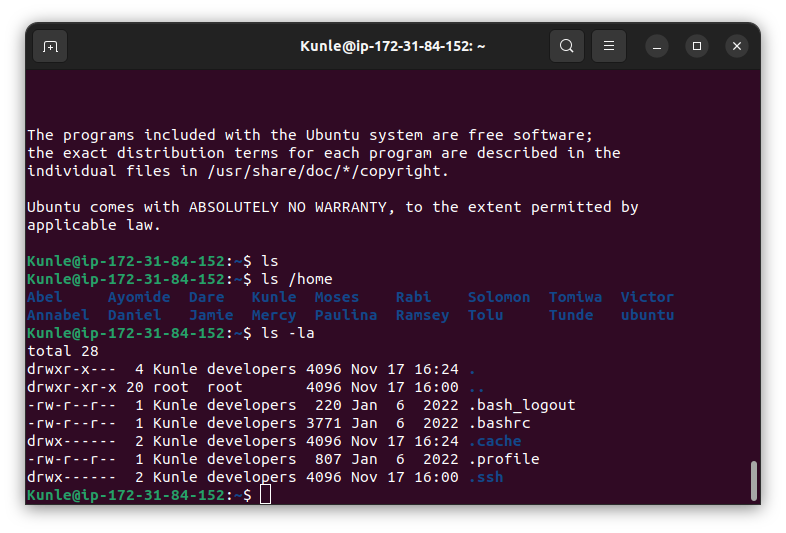 Kunle@ip-172-31-84-152: ~
The programs included with the Ubuntu system are free software;
the exact distribution terms for each program are described in the
individual files in /usr/share/doc/*/copyright.
Ubuntu comes with ABSOLUTELY NO WARRANTY, to the extent permitted by
applicable law.
Kunle@ip-172-31-84-152:~$ ls
Kunle@ip-172-31-84-152:~$ ls /home
Abel     Ayomide  Dare   Kunle  Moses    Rabi    Solomon  Tomiwa  Victor
Annabel  Daniel   Jamie  Mercy  Paulina  Ramsey  Tolu     Tunde   ubuntu
Kunle@ip-172-31-84-152:~$ ls -la
total 28
drwxr-x---  4 Kunle developers 4096 Nov 17 16:24 .
drwxr-xr-x 20 root  root       4096 Nov 17 16:00 ..
-rw-r--r--  1 Kunle developers  220 Jan  6  2022 .bash_logout
-rw-r--r--  1 Kunle developers 3771 Jan  6  2022 .bashrc
drwx------  2 Kunle developers 4096 Nov 17 16:24 .cache
-rw-r--r--  1 Kunle developers  807 Jan  6  2022 .profile
drwx------  2 Kunle developers 4096 Nov 17 16:00 .ssh
Kunle@ip-172-31-84-152:~$